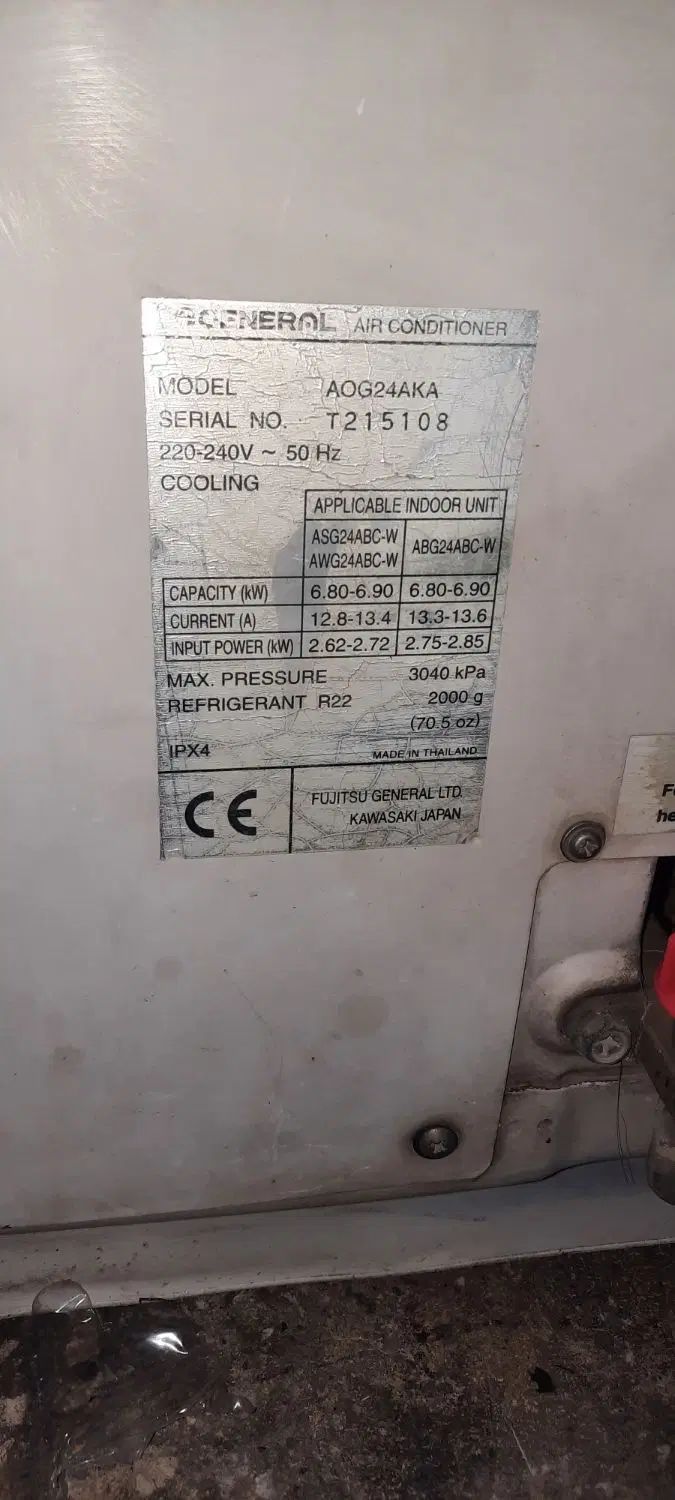 GENERAL AIR CONDITIONER
MODEL AOG24AKA
SERIAL NO. T215108
220-240V ~ 50 Hz
COOLING
APPLICABLE INDOOR UNIT
ASG24ABC-W
AWG24ABC-W
ABG24ABC-W
CAPACITY (kW) 6.80-6.90 6.80-6.90
CURRENT (A) 12.8-13.4 13.3-13.6
INPUT POWER (kW) 2.62-2.72 2.75-2.85
MAX. PRESSURE 3040 kPa
REFRIGERANT R22 2000 g
(70.5 oz)
IPX4 MADE IN THAILAND
CE
FUJITSU GENERAL LTD.
KAWASAKI JAPAN